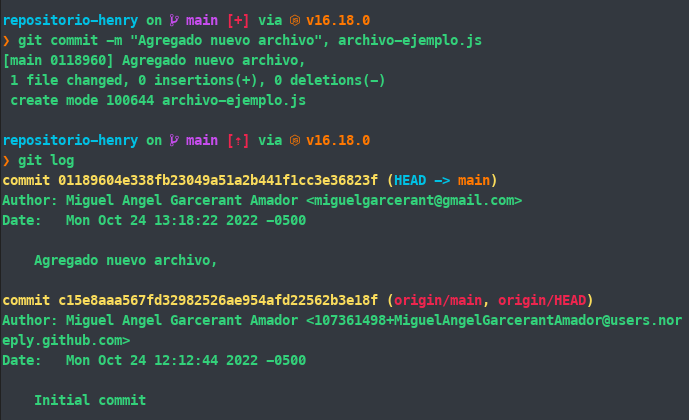 repositorio-henry on main [+] via v16.18.0
❯ git commit -m "Agregado nuevo archivo", archivo-ejemplo.js
[main 0118960] Agregado nuevo archivo,
 1 file changed, 0 insertions(+), 0 deletions(-)
 create mode 100644 archivo-ejemplo.js
repositorio-henry on main [↑] via v16.18.0
❯ git log
commit 01189604e338fb23049a51a2b441f1cc3e36823f (HEAD -> main)
Author: Miguel Angel Garcerant Amador <miguelgarcerant@gmail.com>
Date:   Mon Oct 24 13:18:22 2022 -0500
    Agregado nuevo archivo,
commit c15e8aaa567fd32982526ae954afd22562b3e18f (origin/main, origin/HEAD)
Author: Miguel Angel Garcerant Amador <107361498+MiguelAngelGarcerantAmador@users.nor
eply.github.com>
Date:   Mon Oct 24 12:12:44 2022 -0500
    Initial commit